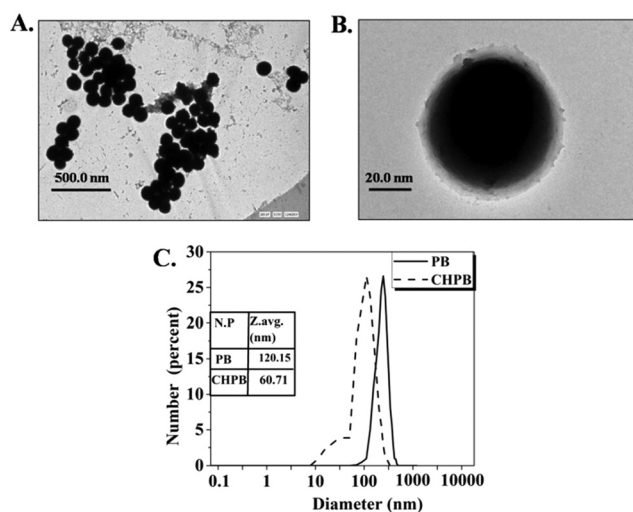 A.
B.
500.0 nm
20.0 nm
C.
30
25
20
15
10
5
0
Number (percent)
PB
CHPB
N.P Z.avg. (nm)
PB 120.15
CHPB 60.71
0.1 1 10 100 1000 10000
Diameter (nm)